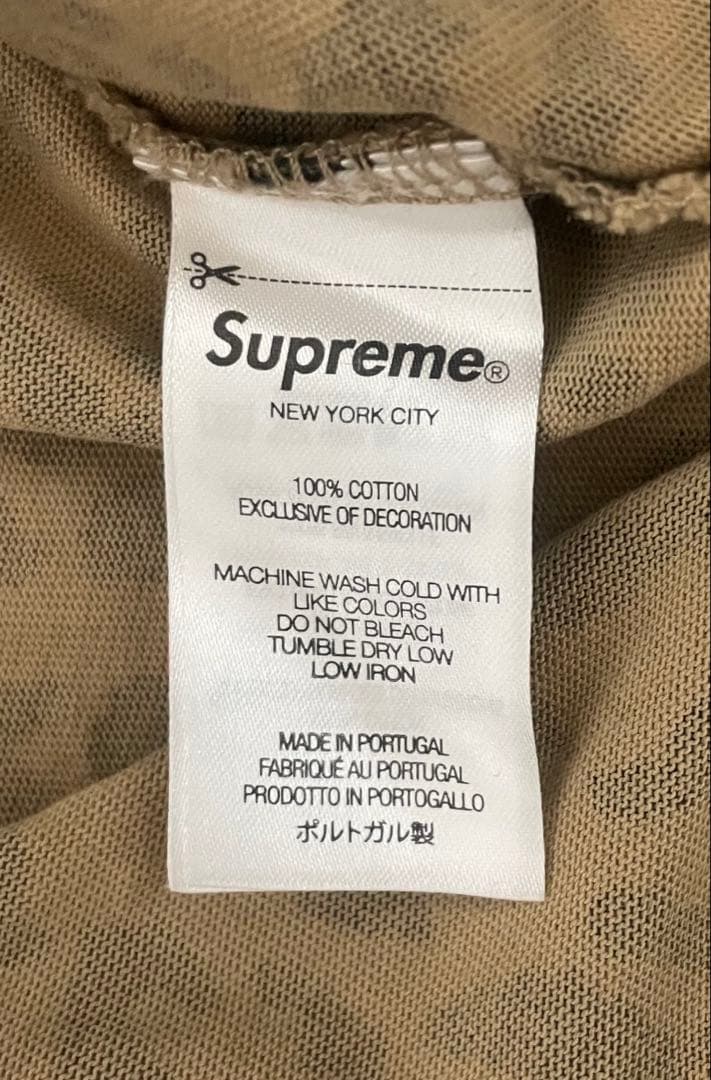 Supreme®
NEW YORK CITY
100% COTTON
EXCLUSIVE OF DECORATION
MACHINE WASH COLD WITH
LIKE COLORS
DO NOT BLEACH
TUMBLE DRY LOW
LOW IRON
MADE IN PORTUGAL
FABRIQUÉ AU PORTUGAL
PRODOTTO IN PORTOGALLO
ポルトガル製